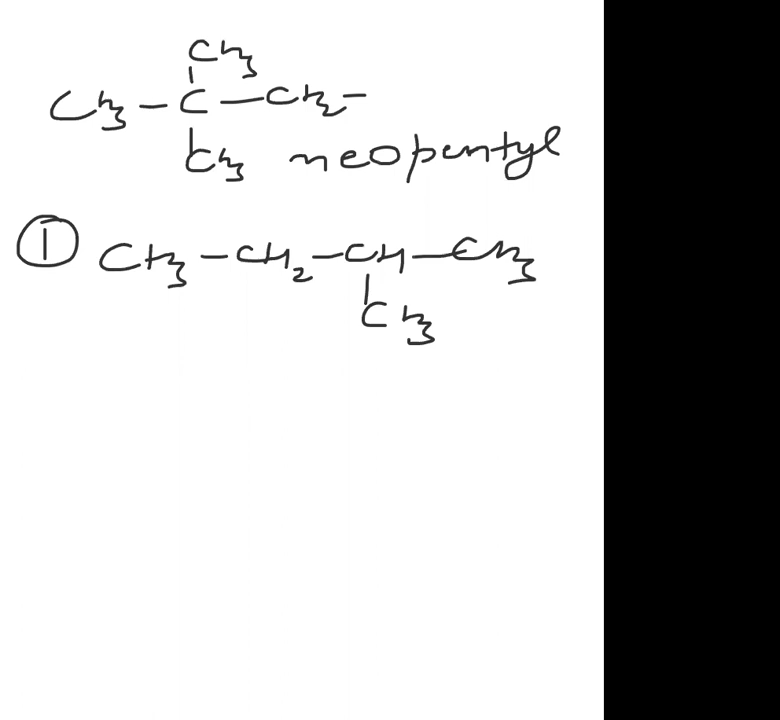 CH3
CH3 - C - CH2 -
CH3 neopentyl
① CH3 - CH2 - CH - CH3
CH3